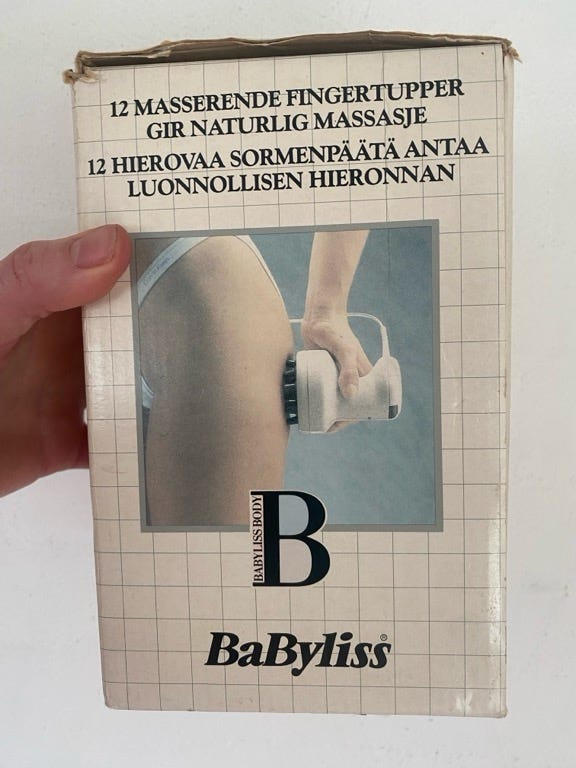 12 MASSERENDE FINGERTUPPER
GIR NATURLIG MASSASJE
12 HIEROVAA SORMENPÄÄTÄ ANTAA
LUONNOLLISEN HIERONNAN
BABYLISS BODY
B
BaByliss®